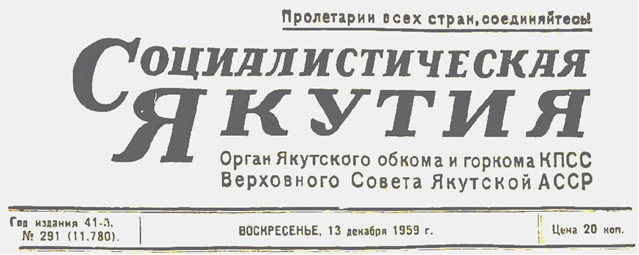 Пролетарии всех стран, соединяйтесь!
СОЦИАЛИСТИЧЕСКАЯ
ЯКУТИЯ
Орган Якутского обкома и горкома КПСС
Верховного Совета Якутской АССР
Год издания 41-й.
№ 291 (11.780).
ВОСКРЕСЕНЬЕ, 13 декабря 1959 г.
Цена 20 коп.